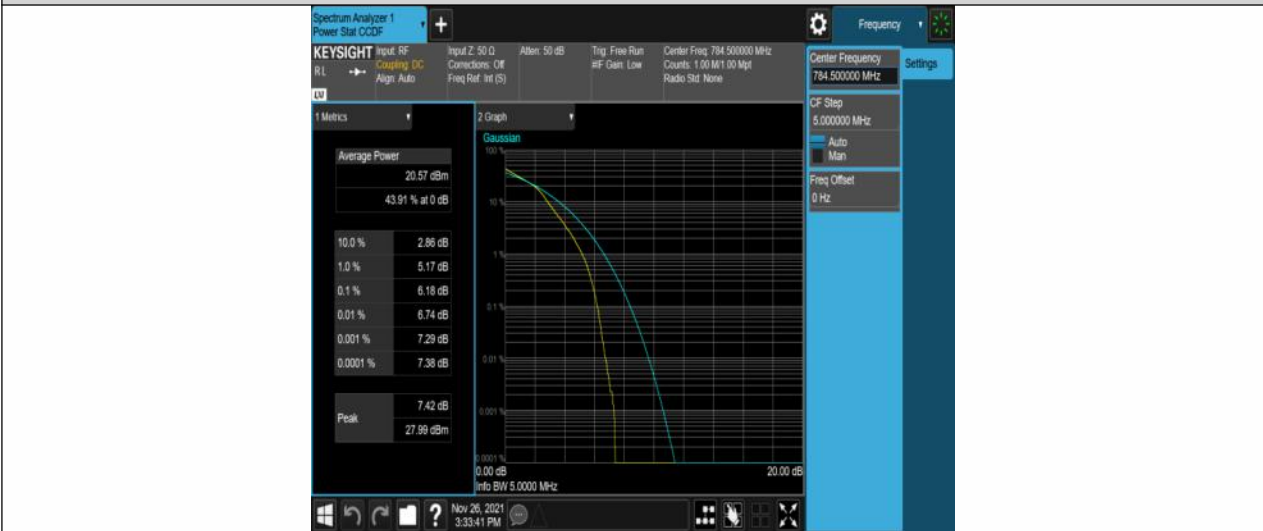 Spectrum Analyzer 1
Power Stat CCDF
+
Frequency
KEYSIGHT
Input: RF
Coupling: DC
Align: Auto
Input Z: 50 Ω
Corrections: Off
Freq Ref: Int (S)
Atten: 50 dB
Trig: Free Run
#IF Gain: Low
Center Freq: 784.500000 MHz
Counts: 1.00 M/1.00 Mpt
Radio Std: None
RL
Center Frequency
784.500000 MHz
Settings
CF Step
5.000000 MHz
Auto
Man
Freq Offset
0 Hz
1 Metrics
Average Power
20.57 dBm
43.91 % at 0 dB
10.0 % 2.86 dB
1.0 % 5.17 dB
0.1 % 6.18 dB
0.01 % 6.74 dB
0.001 % 7.29 dB
0.0001 % 7.38 dB
Peak
7.42 dB
27.99 dBm
2 Graph
Gaussian
100 %
10 %
1 %
0.1 %
0.01 %
0.001 %
0.0001 %
0.00 dB 20.00 dB
Info BW 5.0000 MHz
?
Nov 26, 2021
3:33:41 PM